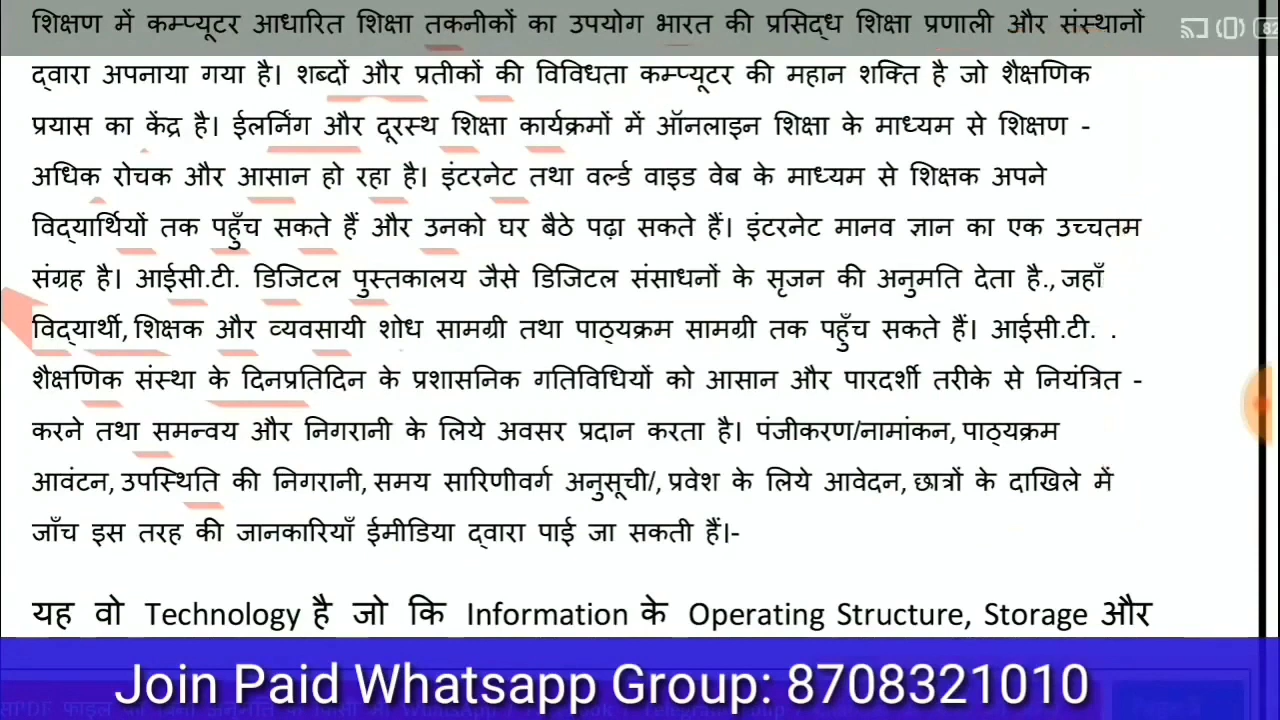 शिक्षण में कम्प्यूटर आधारित शिक्षा तकनीकों का उपयोग भारत की प्रसिद्ध शिक्षा प्रणाली और संस्थानों
द्वारा अपनाया गया है। शब्दों और प्रतीकों की विविधता कम्प्यूटर की महान शक्ति है जो शैक्षणिक
प्रयास का केंद्र है। ईलर्निंग और दूरस्थ शिक्षा कार्यक्रमों में ऑनलाइन शिक्षा के माध्यम से शिक्षण -
अधिक रोचक और आसान हो रहा है। इंटरनेट तथा वर्ल्ड वाइड वेब के माध्यम से शिक्षक अपने
विद्यार्थियों तक पहुँच सकते हैं और उनको घर बैठे पढ़ा सकते हैं। इंटरनेट मानव ज्ञान का एक उच्चतम
संग्रह है। आईसी.टी. डिजिटल पुस्तकालय जैसे डिजिटल संसाधनों के सृजन की अनुमति देता है., जहाँ
विद्यार्थी, शिक्षक और व्यवसायी शोध सामग्री तथा पाठ्यक्रम सामग्री तक पहुँच सकते हैं। आईसी.टी. .
शैक्षणिक संस्था के दिनप्रतिदिन के प्रशासनिक गतिविधियों को आसान और पारदर्शी तरीके से नियंत्रित -
करने तथा समन्वय और निगरानी के लिये अवसर प्रदान करता है। पंजीकरण/नामांकन, पाठ्यक्रम
आवंटन, उपस्थिति की निगरानी, समय सारिणीवर्ग अनुसूची/, प्रवेश के लिये आवेदन, छात्रों के दाखिले में
जाँच इस तरह की जानकारियाँ ईमीडिया द्वारा पाई जा सकती हैं।-
यह वो Technology है जो कि Information के Operating Structure, Storage और
Join Paid Whatsapp Group: 8708321010